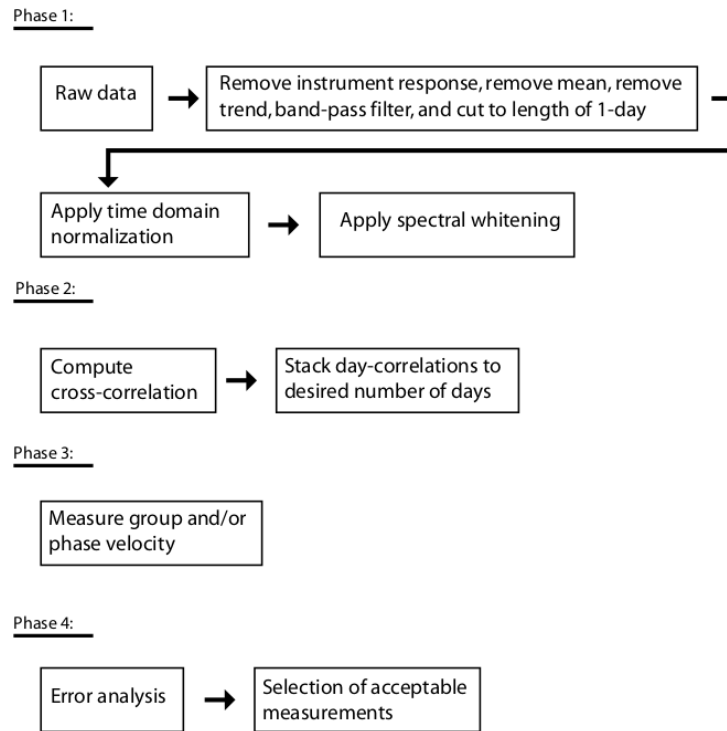 Phase 1:
Raw data
Remove instrument response, remove mean, remove
trend, band-pass filter, and cut to length of 1-day
Apply time domain
normalization
Apply spectral whitening
Phase 2:
Compute
cross-correlation
Stack day-correlations to
desired number of days
Phase 3:
Measure group and/or
phase velocity
Phase 4:
Error analysis
Selection of acceptable
measurements